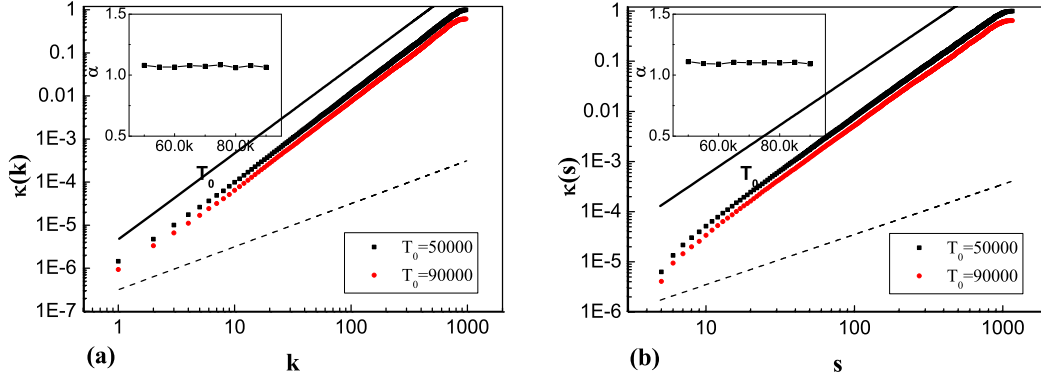 1
0.1
0.01
1E-3
1E-4
1E-5
1E-6
1E-7
κ(k)
1.5
1.0
0.5
α
60.0k 80.0k
T0
T0=50000
T0=90000
1 10 100 1000
(a) k
1
0.1
0.01
1E-3
1E-4
1E-5
1E-6
κ(s)
1.5
1.0
0.5
α
60.0k 80.0k
T0
T0=50000
T0=90000
10 100 1000
(b) s